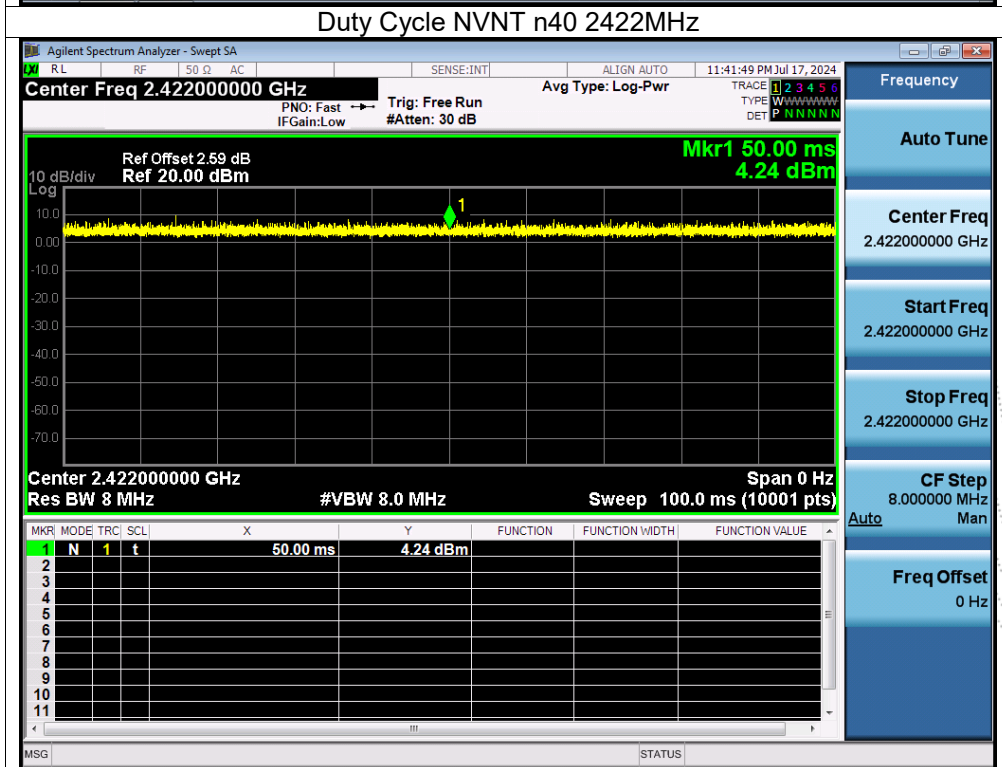 Duty Cycle NVNT n40 2422MHz
Agilent Spectrum Analyzer - Swept SA
LXI RL RF 50 Ω AC SENSE:INT ALIGN AUTO 11:41:49 PM Jul 17, 2024
Center Freq 2.422000000 GHz
PNO: Fast
IFGain:Low
Trig: Free Run
#Atten: 30 dB
Avg Type: Log-Pwr
TRACE 1 2 3 4 5 6
TYPE WWWWWW
DET P N N N N N
Mkr1 50.00 ms
4.24 dBm
Ref Offset 2.59 dB
10 dB/div Ref 20.00 dBm
Log
10.0
0.00
-10.0
-20.0
-30.0
-40.0
-50.0
-60.0
-70.0
1
Center 2.422000000 GHz Span 0 Hz
Res BW 8 MHz #VBW 8.0 MHz Sweep 100.0 ms (10001 pts)
MKR MODE TRC SCL X Y FUNCTION FUNCTION WIDTH FUNCTION VALUE
1 N 1 t 50.00 ms 4.24 dBm
2
3
4
5
6
7
8
9
10
11
MSG STATUS
Frequency
Auto Tune
Center Freq
2.422000000 GHz
Start Freq
2.422000000 GHz
Stop Freq
2.422000000 GHz
CF Step
8.000000 MHz
Auto Man
Freq Offset
0 Hz